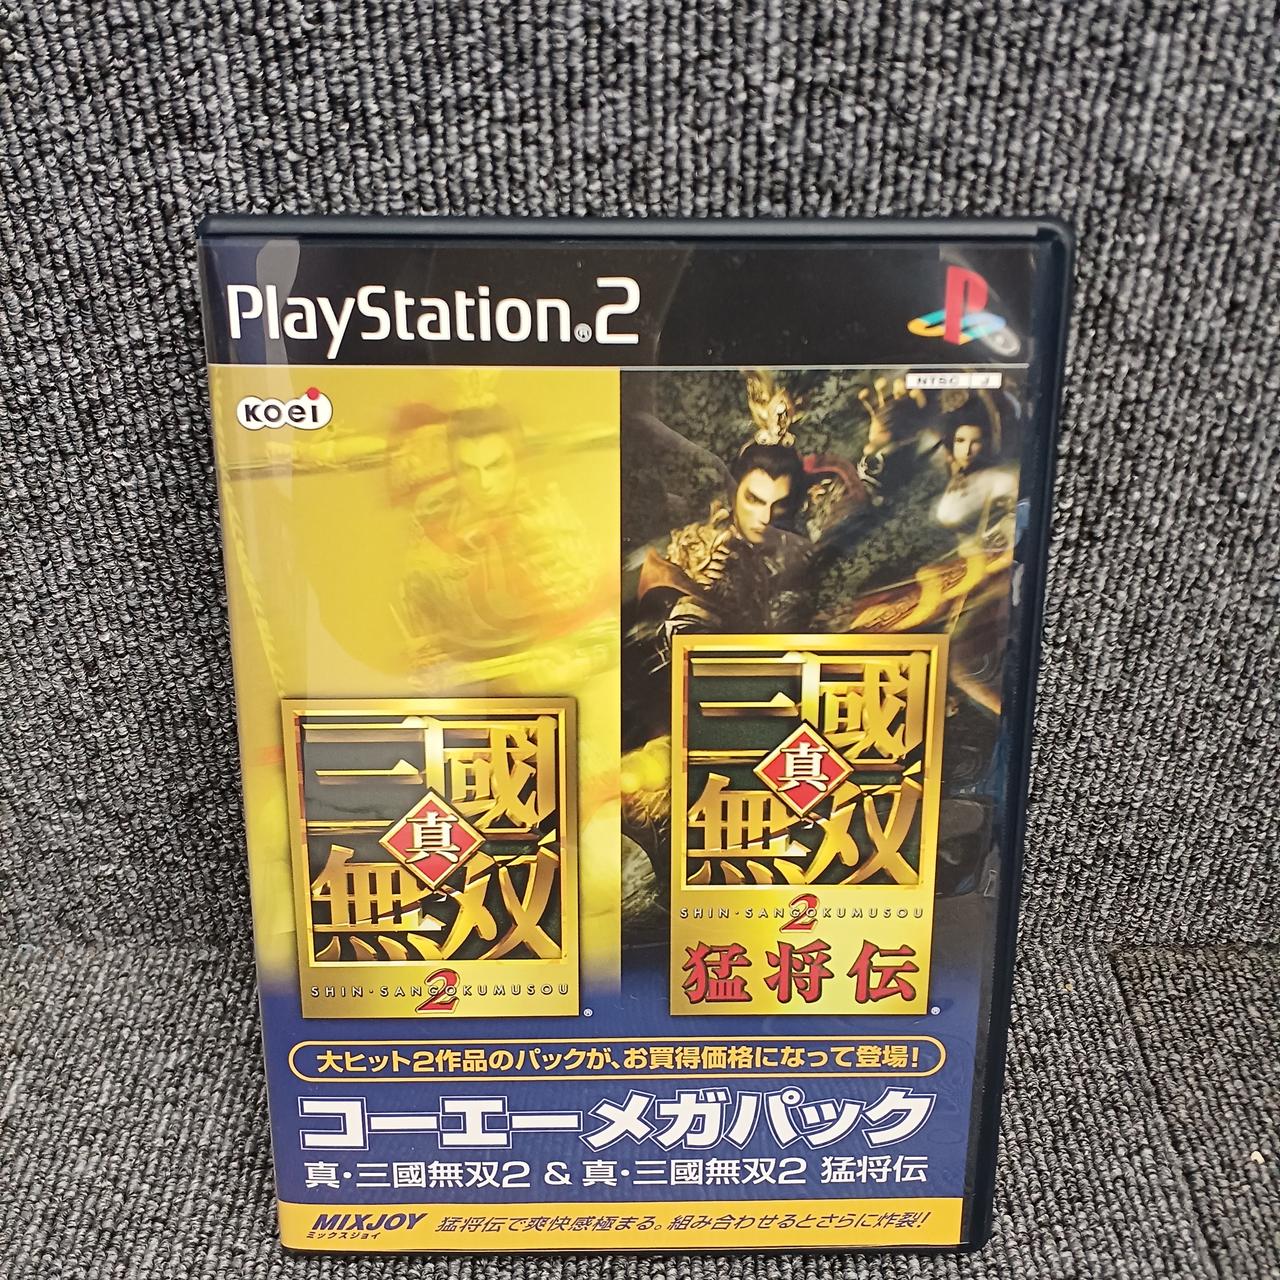 PlayStation®2
NTSC J
KOEI
三國
真
無双
2
SHIN・SANGOKUMUSOU
®
三國
真
無双
2
SHIN・SANGOKUMUSOU
猛将伝
®
大ヒット2作品のパックが、お買得価格になって登場!
コーエーメガパック
真・三國無双2 & 真・三國無双2 猛将伝
MIXJOY
ミックスジョイ
猛将伝で爽快感極まる。組み合わせるとさらに炸裂!